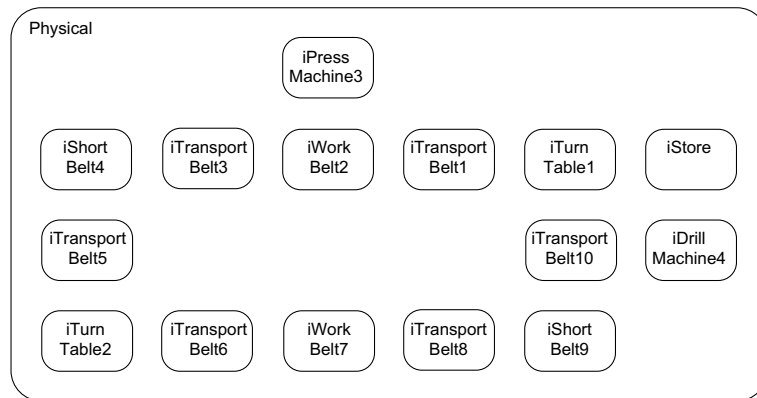 Physical
iPress
Machine3
iShort
Belt4
iTransport
Belt3
iWork
Belt2
iTransport
Belt1
iTurn
Table1
iStore
iTransport
Belt5
iTransport
Belt10
iDrill
Machine4
iTurn
Table2
iTransport
Belt6
iWork
Belt7
iTransport
Belt8
iShort
Belt9